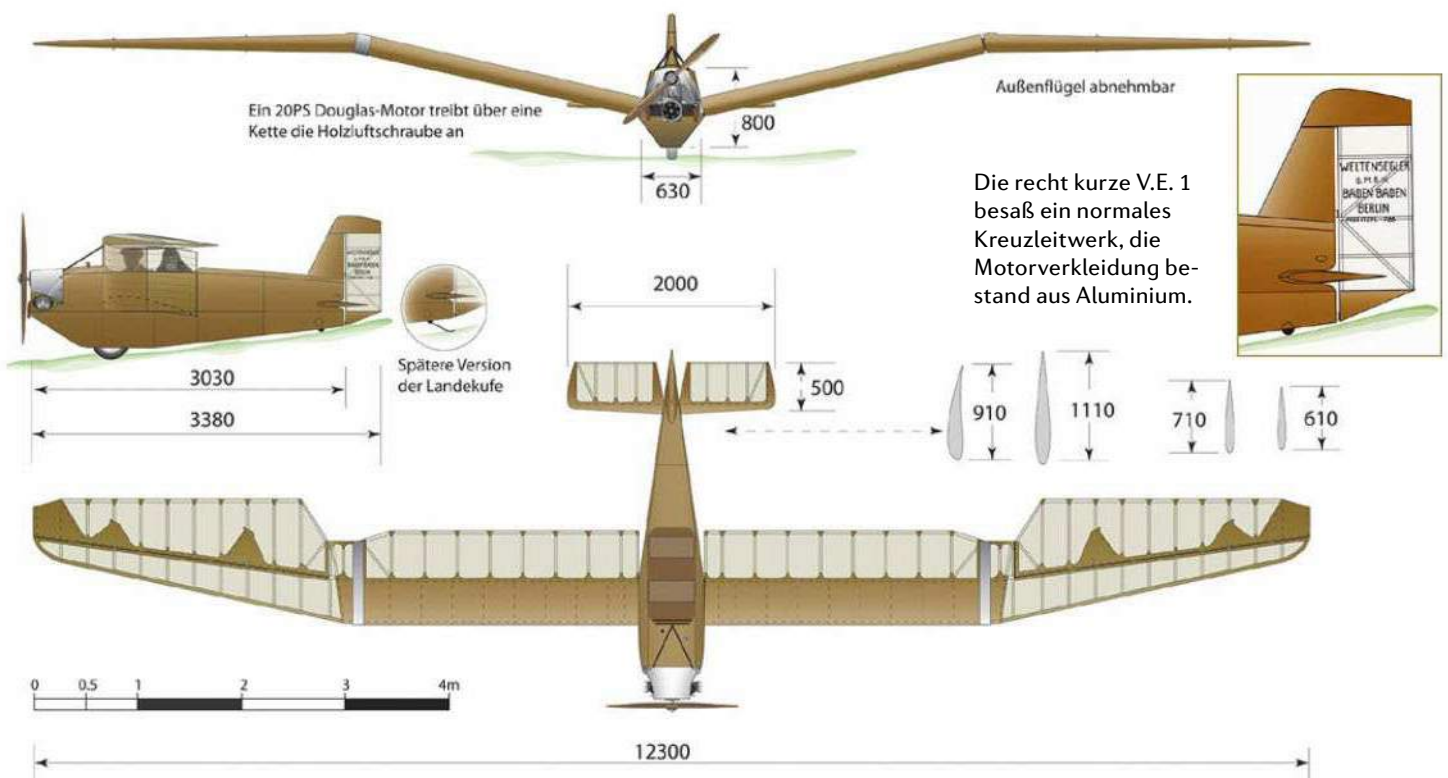 Ein 20PS Douglas-Motor treibt über eine
Kette die Holzluftschraube an
800
630
Außenflügel abnehmbar
Die recht kurze V.E. 1
besaß ein normales
Kreuzleitwerk, die
Motorverkleidung be-
stand aus Aluminium.
WELTENSEGLER
G.M.B.H.
BADEN BADEN
BERLIN
Spätere Version
der Landekufe
3030
3380
2000
500
910
1110
710
610
0 0.5 1 2 3 4m
12300